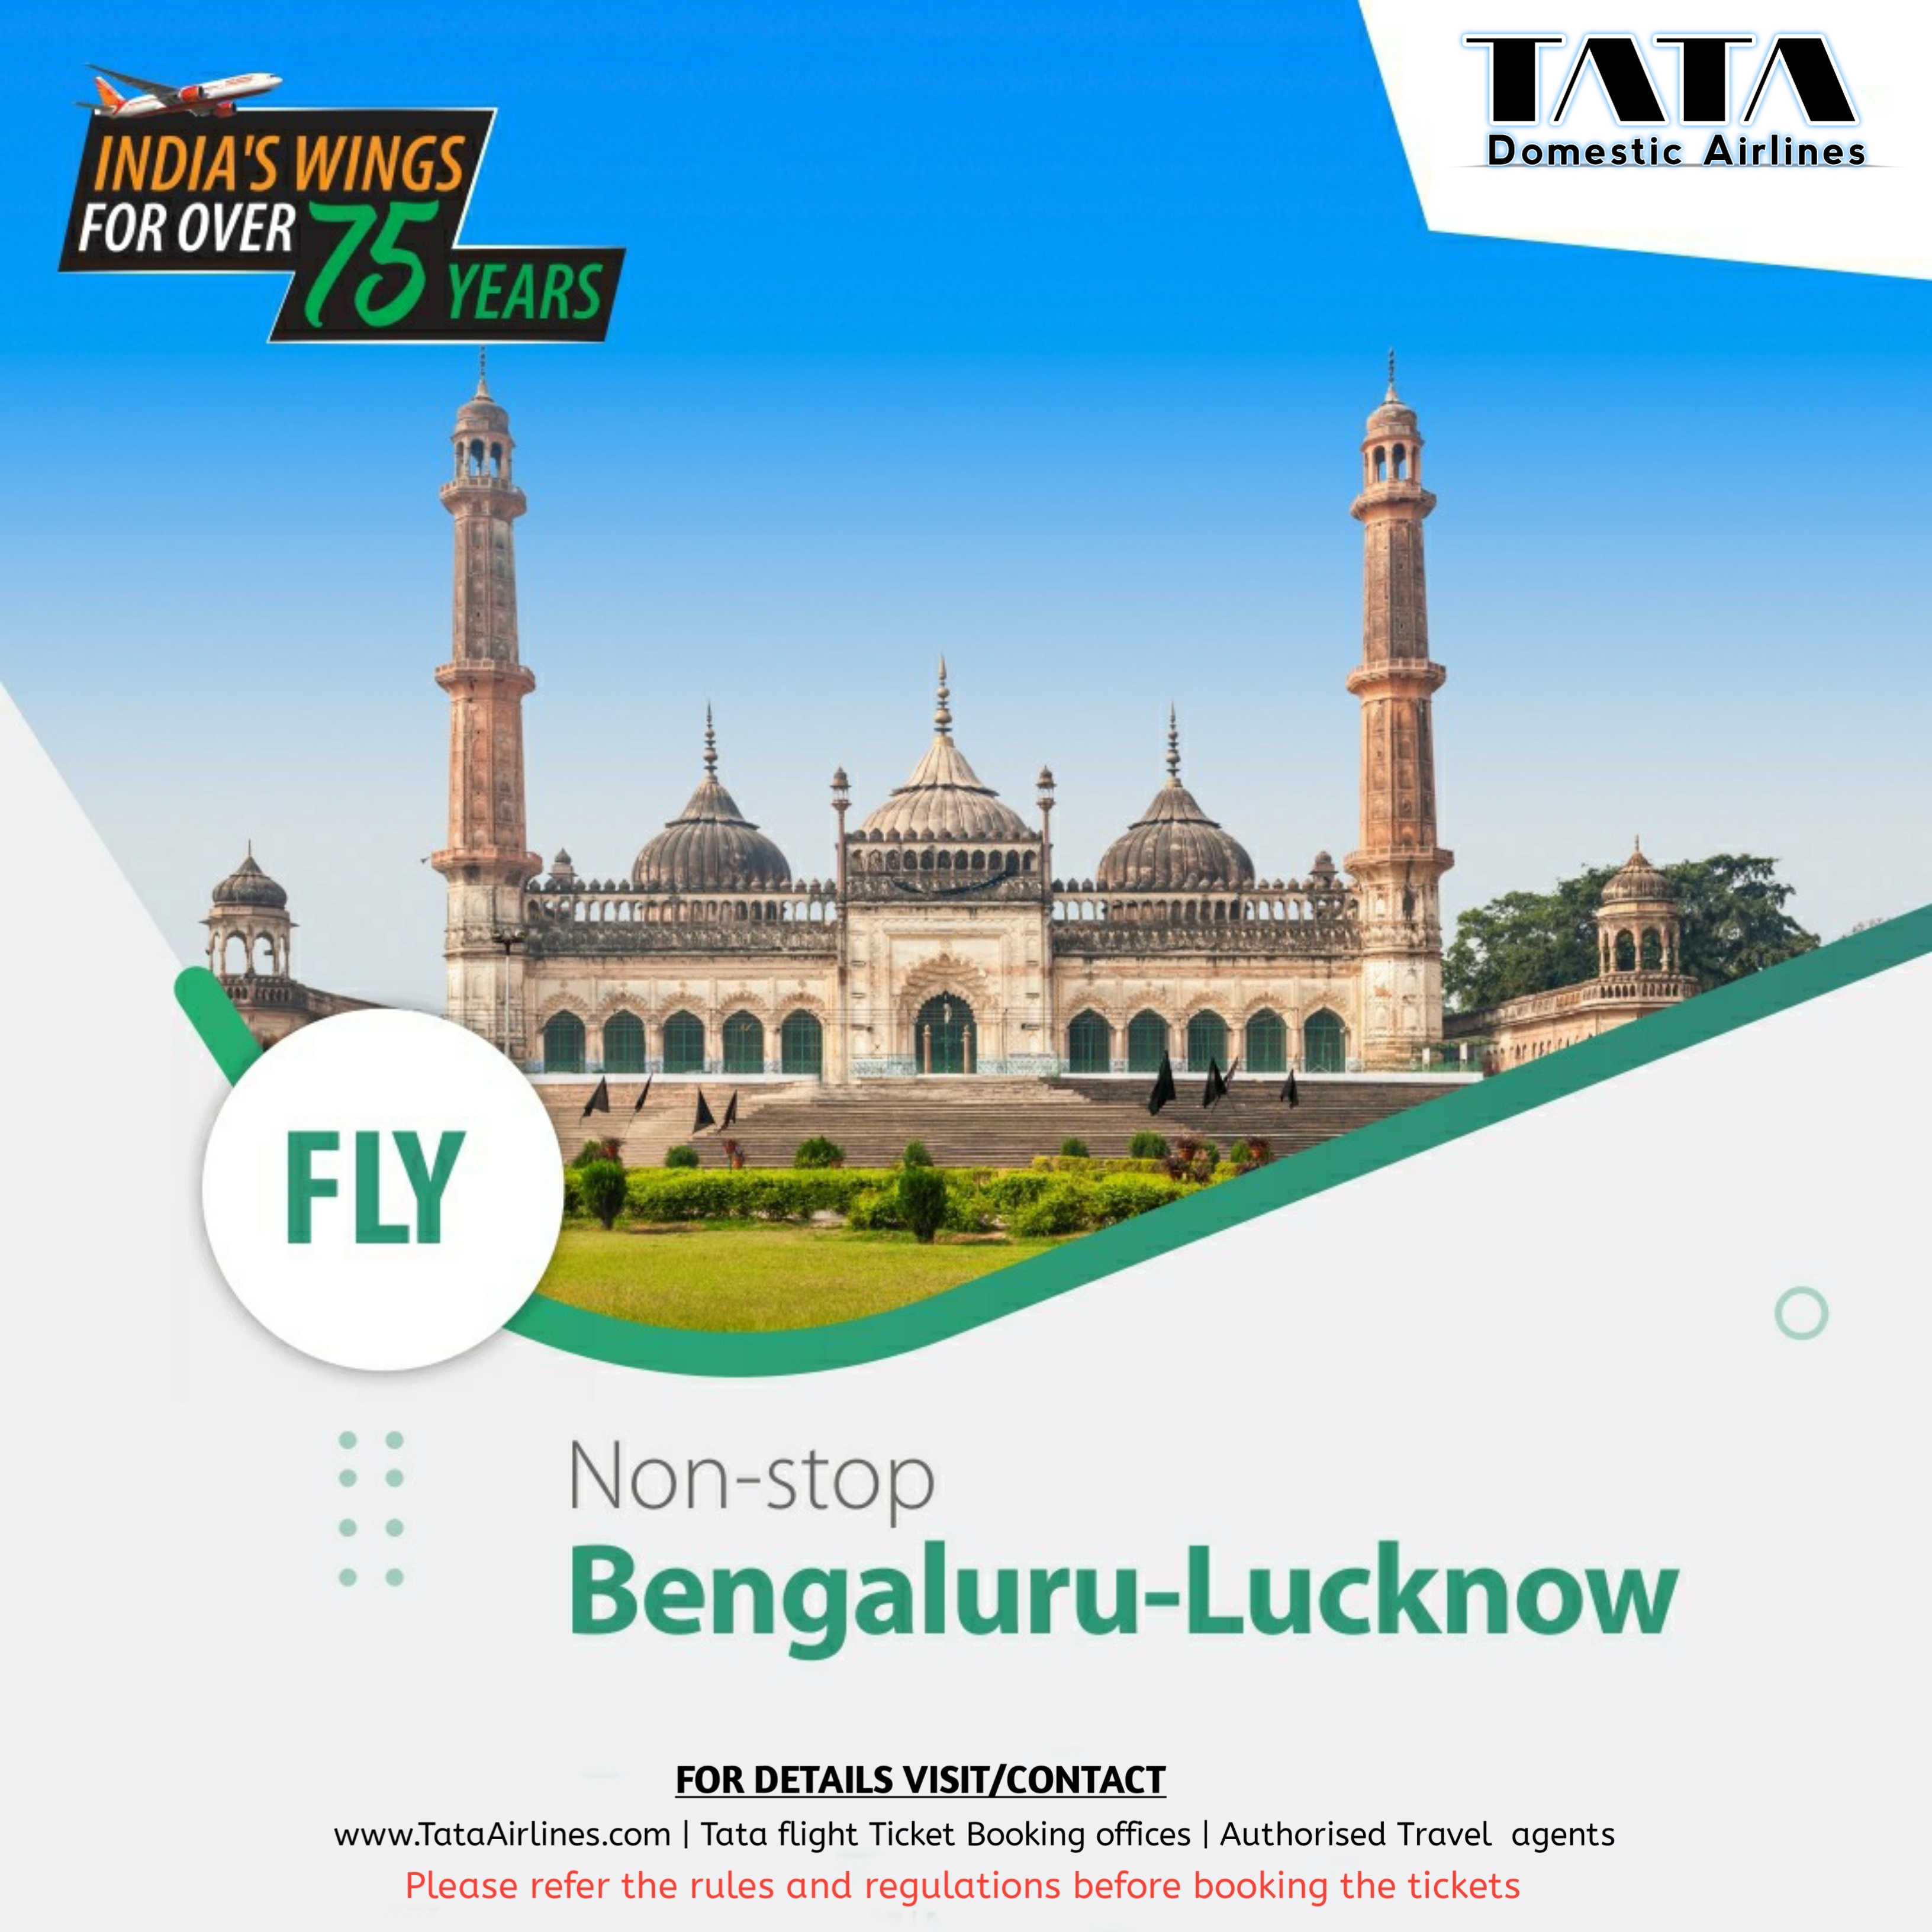 TATA
Domestic Airlines
INDIA'S WINGS
FOR OVER 75 YEARS
FLY
Non-stop
Bengaluru-Lucknow
FOR DETAILS VISIT/CONTACT
www.TataAirlines.com | Tata flight Ticket Booking offices | Authorised Travel agents
Please refer the rules and regulations before booking the tickets